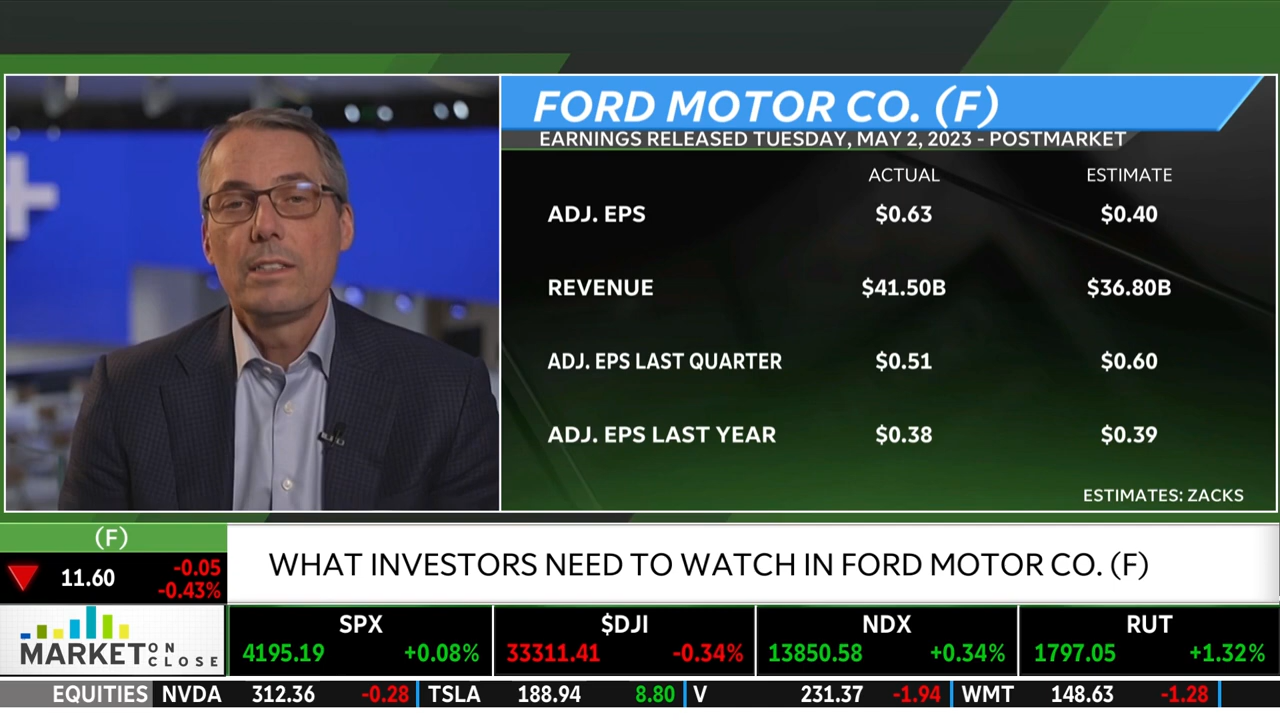 FORD MOTOR CO. (F)
EARNINGS RELEASED TUESDAY, MAY 2, 2023 - POSTMARKET
ACTUAL ESTIMATE
ADJ. EPS $0.63 $0.40
REVENUE $41.50B $36.80B
ADJ. EPS LAST QUARTER $0.51 $0.60
ADJ. EPS LAST YEAR $0.38 $0.39
ESTIMATES: ZACKS
(F)
11.60 -0.05
-0.43%
WHAT INVESTORS NEED TO WATCH IN FORD MOTOR CO. (F)
MARKET ON CLOSE
SPX $DJI NDX RUT
4195.19 +0.08% 33311.41 -0.34% 13850.58 +0.34% 1797.05 +1.32%
EQUITIES NVDA 312.36 -0.28 TSLA 188.94 8.80 V 231.37 -1.94 WMT 148.63 -1.28